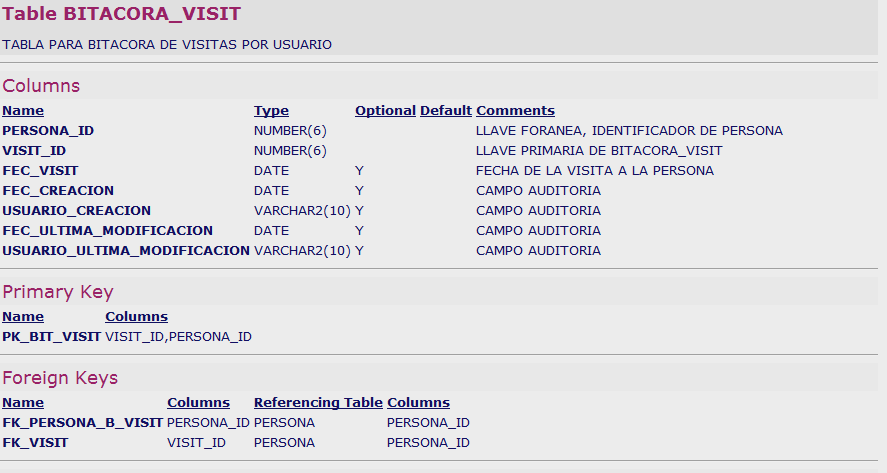 Table BITACORA_VISIT
TABLA PARA BITACORA DE VISITAS POR USUARIO
Columns
Name Type Optional Default Comments
PERSONA_ID NUMBER(6) LLAVE FORANEA, IDENTIFICADOR DE PERSONA
VISIT_ID NUMBER(6) LLAVE PRIMARIA DE BITACORA_VISIT
FEC_VISIT DATE Y FECHA DE LA VISITA A LA PERSONA
FEC_CREACION DATE Y CAMPO AUDITORIA
USUARIO_CREACION VARCHAR2(10) Y CAMPO AUDITORIA
FEC_ULTIMA_MODIFICACION DATE Y CAMPO AUDITORIA
USUARIO_ULTIMA_MODIFICACION VARCHAR2(10) Y CAMPO AUDITORIA
Primary Key
Name Columns
PK_BIT_VISIT VISIT_ID,PERSONA_ID
Foreign Keys
Name Columns Referencing Table Columns
FK_PERSONA_B_VISIT PERSONA_ID PERSONA PERSONA_ID
FK_VISIT VISIT_ID PERSONA PERSONA_ID